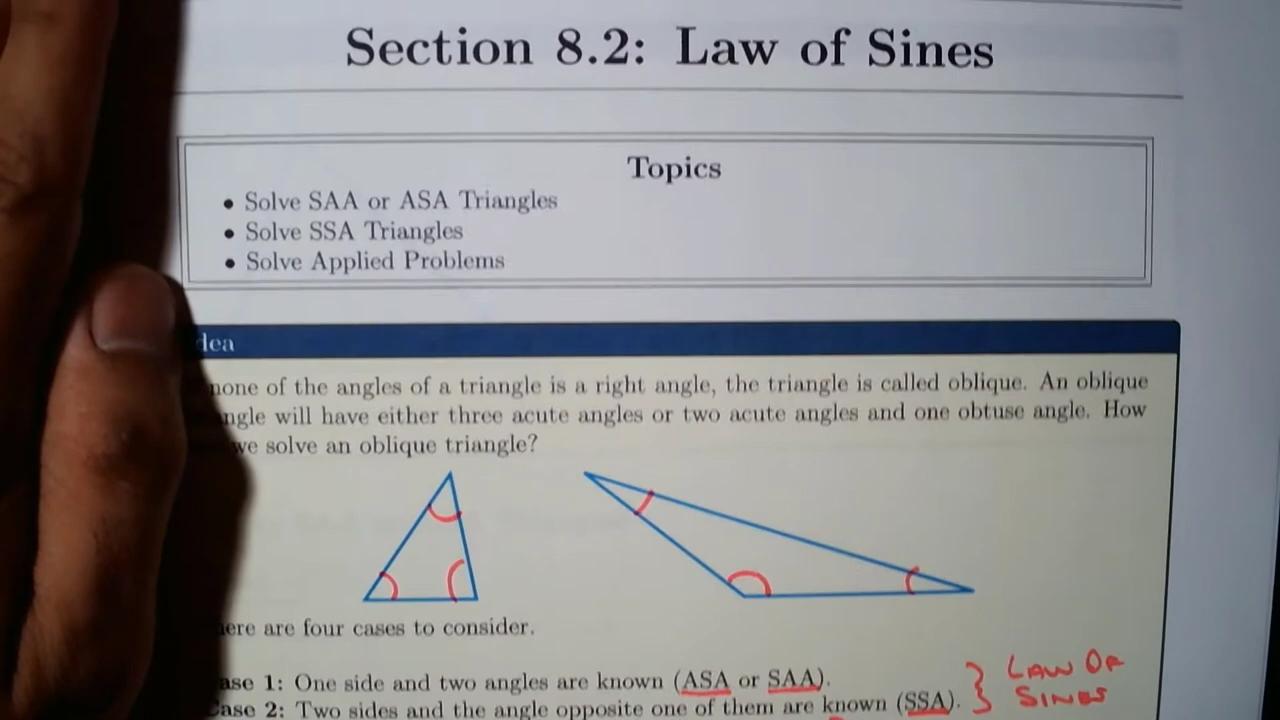 Section 8.2: Law of Sines
Topics
• Solve SAA or ASA Triangles
• Solve SSA Triangles
• Solve Applied Problems
dea
none of the angles of a triangle is a right angle, the triangle is called oblique. An oblique
ngle will have either three acute angles or two acute angles and one obtuse angle. How
we solve an oblique triangle?
ere are four cases to consider.
ase 1: One side and two angles are known (ASA or SAA).
Case 2: Two sides and the angle opposite one of them are known (SSA).
LAW OF
SINES